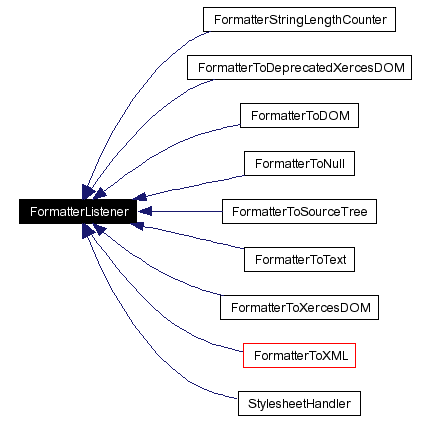 FormatterStringLengthCounter
FormatterToDeprecatedXercesDOM
FormatterToDOM
FormatterToNull
FormatterListener
FormatterToSourceTree
FormatterToText
FormatterToXercesDOM
FormatterToXML
StylesheetHandler